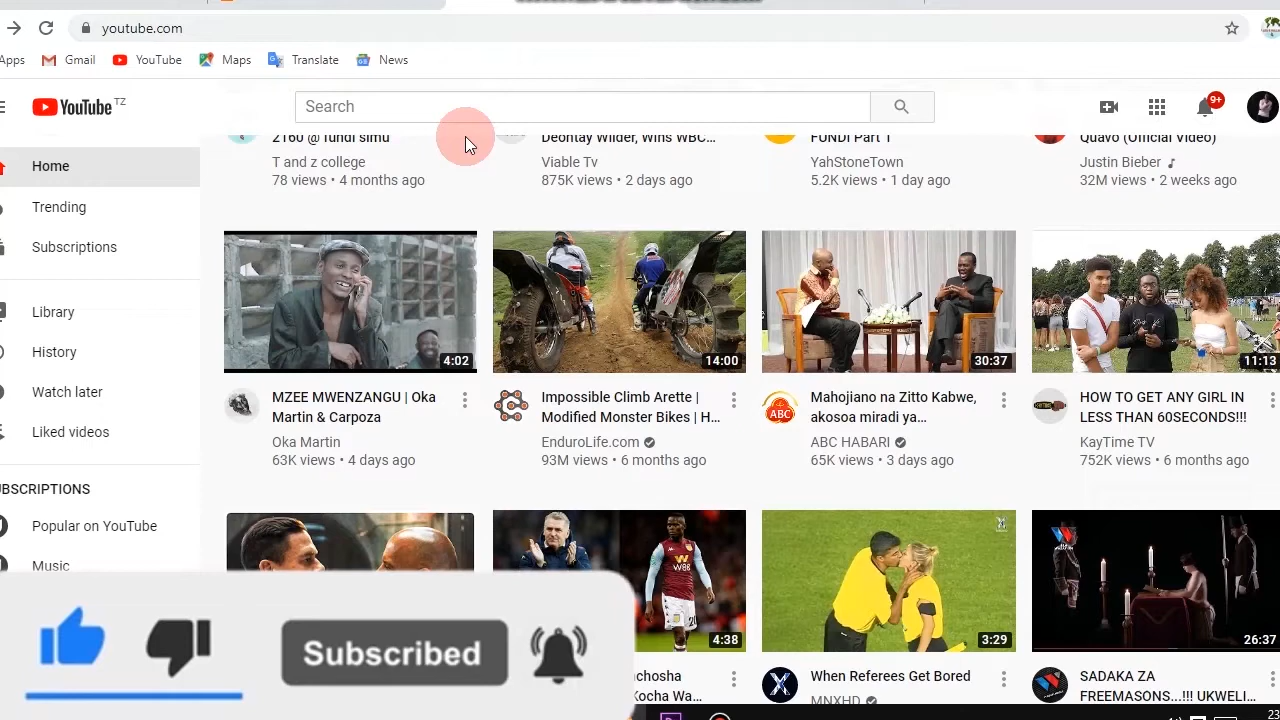 youtube.com
Apps
Gmail
YouTube
Maps
Translate
News
YouTube TZ
Search
9+
Home
Trending
Subscriptions
Library
History
Watch later
Liked videos
SUBSCRIPTIONS
Popular on YouTube
Music
2160 @ fundi simu
T and z college
78 views • 4 months ago
Deontay Wilder, Wins WBC...
Viable Tv
875K views • 2 days ago
FUNDI Part 1
YahStoneTown
5.2K views • 1 day ago
Quavo (Official Video)
Justin Bieber
32M views • 2 weeks ago
4:02
MZEE MWENZANGU | Oka
Martin & Carpoza
Oka Martin
63K views • 4 days ago
14:00
Impossible Climb Arette |
Modified Monster Bikes | H...
EnduroLife.com
93M views • 6 months ago
30:37
ABC
Mahojiano na Zitto Kabwe,
akosoa miradi ya...
ABC HABARI
65K views • 3 days ago
11:13
HOW TO GET ANY GIRL IN
LESS THAN 60SECONDS!!!
KayTime TV
752K views • 6 months ago
4:38
Kocha Wa...
3:29
When Referees Get Bored
MNXHD
26:37
SADAKA ZA
FREEMASONS...!!! UKWELI...
Subscribed